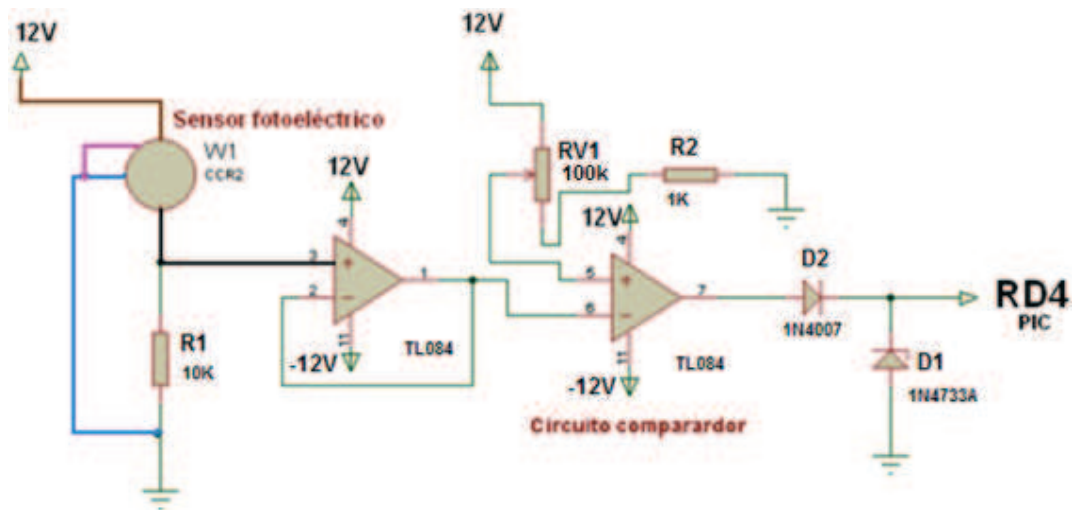 12V
Sensor fotoeléctrico
W1
CCR2
12V
4
3
2
1
11
TL084
-12V
R1
10K
12V
RV1
100k
R2
1K
12V
4
5
6
7
11
TL084
-12V
Circuito comparardor
D2
1N4007
RD4
PIC
D1
1N4733A